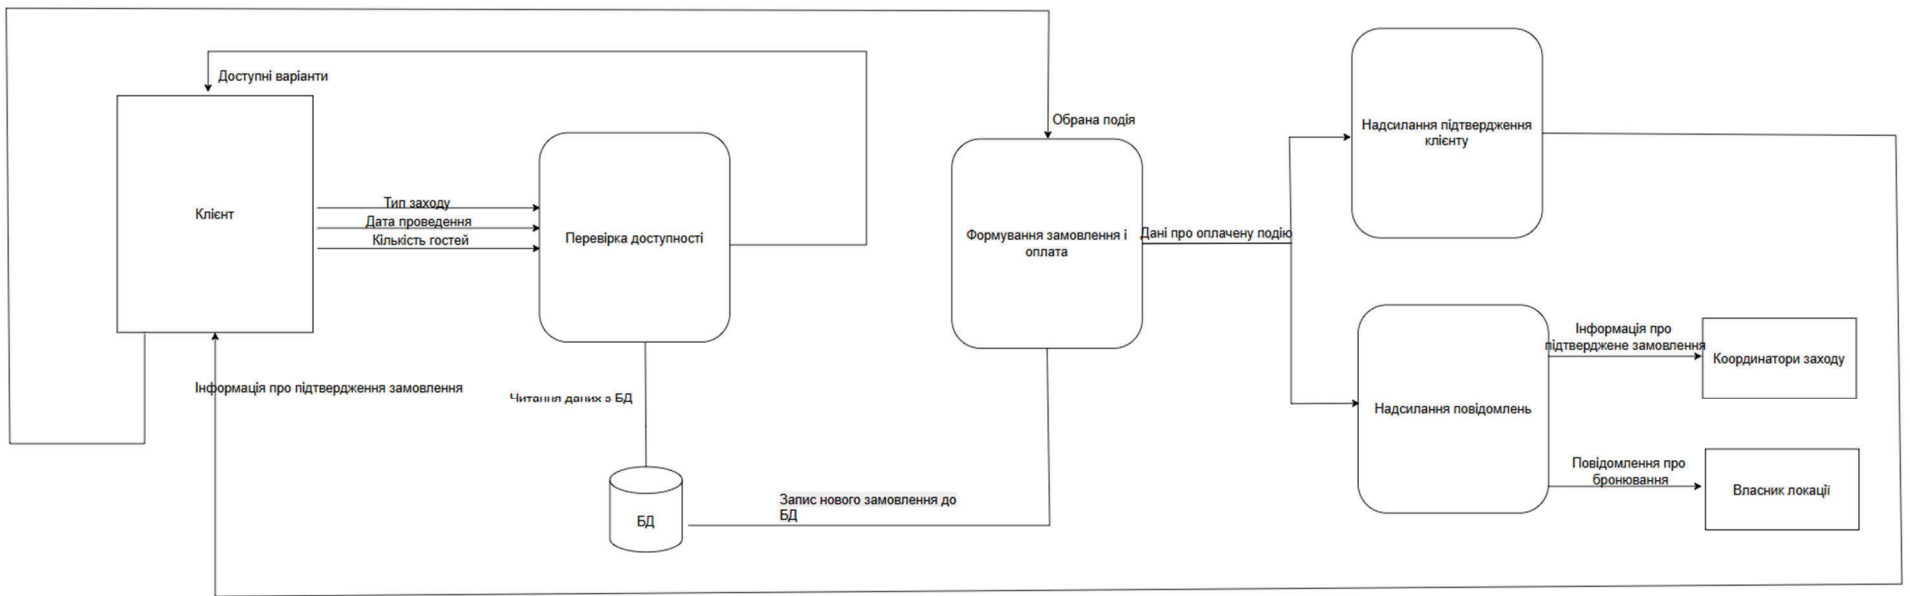 Доступні варіанти
Клієнт
Тип заходу
Дата проведення
Кількість гостей
Перевірка доступності
Обрана подія
Формування замовлення і
оплата
Дані про оплачену подію
Надсилання підтвердження
клієнту
Інформація про
підтверджене замовлення
Координатори заходу
Надсилання повідомлень
Повідомлення про
бронювання
Власник локації
Інформація про підтвердження замовлення
Читання даних з БД
БД
Запис нового замовлення до
БД